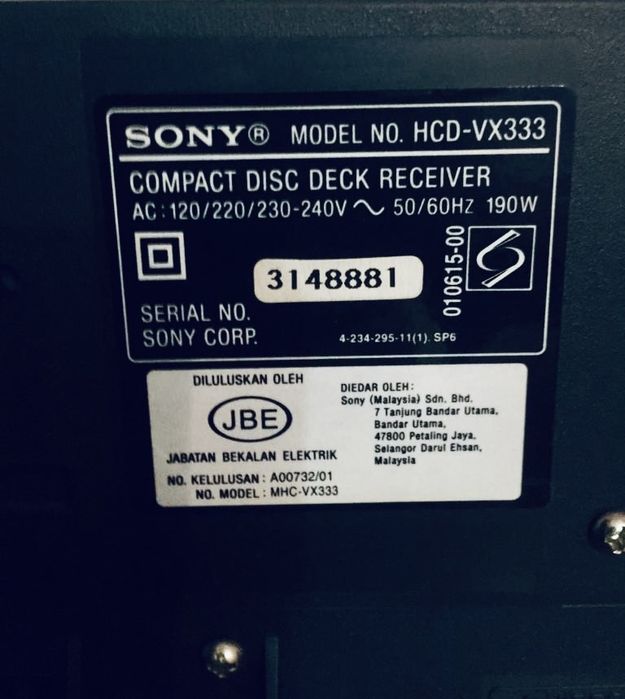 SONY® MODEL NO. HCD-VX333
COMPACT DISC DECK RECEIVER
AC : 120/220/230-240V ~ 50/60HZ 190W
3148881
010615-00
S
SERIAL NO.
SONY CORP.
4-234-295-11(1). SP6
DILULUSKAN OLEH
JBE
JABATAN BEKALAN ELEKTRIK
NO. KELULUSAN : A00732/01
NO. MODEL : MHC-VX333
DIEDAR OLEH :
Sony (Malaysia) Sdn. Bhd.
7 Tanjung Bandar Utama,
Bandar Utama,
47800 Petaling Jaya,
Selangor Darul Ehsan,
Malaysia